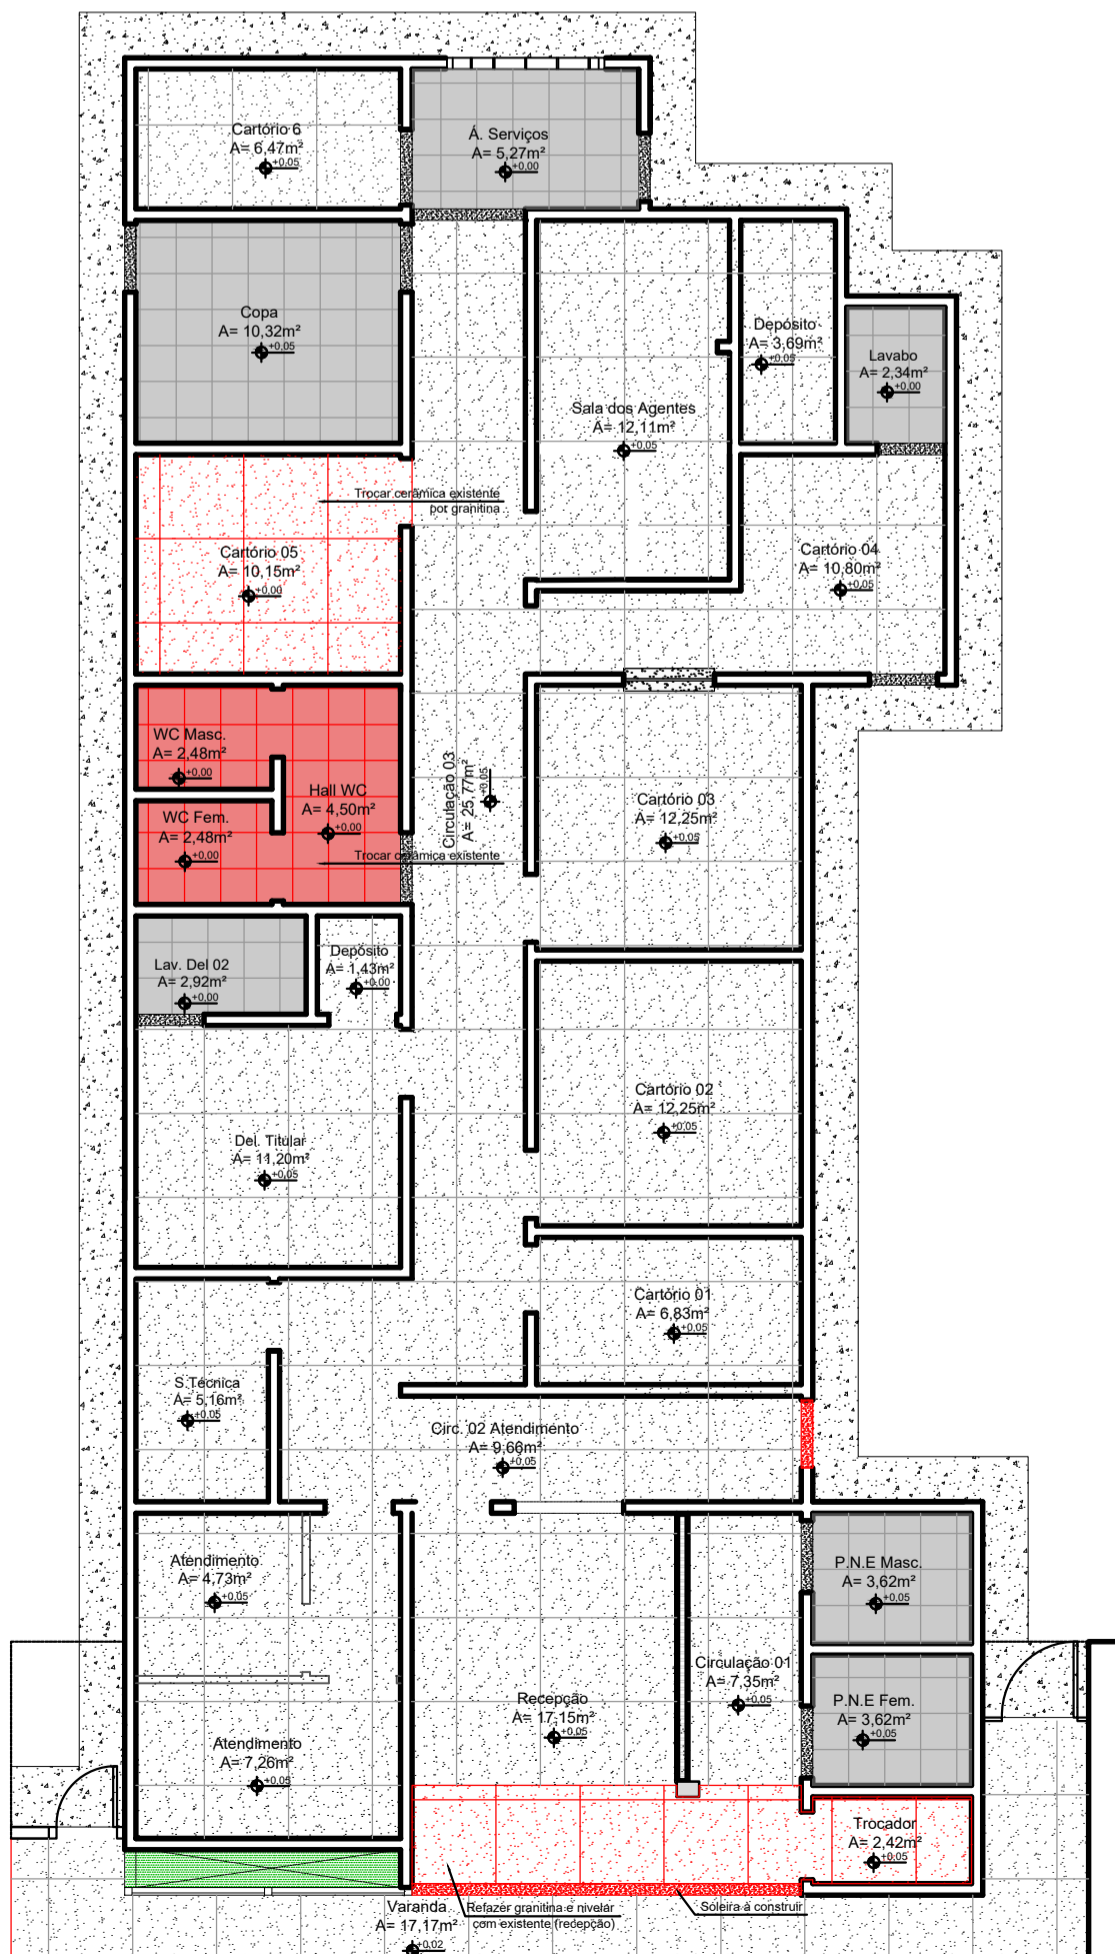 Cartório 6
A= 6,47m²
+0,05
Á. Serviços
A= 5,27m²
+0,00
Copa
A= 10,32m²
+0,05
Depósito
A= 3,69m²
+0,05
Lavabo
A= 2,34m²
+0,00
Sala dos Agentes
A= 12,11m²
+0,05
Trocar cerâmica existente
por granitina
Cartório 05
A= 10,15m²
+0,00
Cartório 04
A= 10,80m²
+0,05
WC Masc.
A= 2,48m²
+0,00
Hall WC
A= 4,50m²
+0,00
WC Fem.
A= 2,48m²
+0,00
Trocar cerâmica existente
Circulação 03
A= 25,77m²
+0,05
Cartório 03
A= 12,25m²
+0,05
Lav. Del 02
A= 2,92m²
+0,00
Depósito
A= 1,43m²
+0,00
Cartório 02
A= 12,25m²
+0,05
Del. Titular
A= 11,20m²
+0,05
Cartório 01
A= 6,83m²
+0,05
S.Técnica
A= 5,16m²
+0,05
Circ. 02 Atendimento
A= 9,66m²
+0,05
Atendimento
A= 4,73m²
+0,05
P.N.E Masc.
A= 3,62m²
+0,05
Circulação 01
A= 7,35m²
+0,05
Recepção
A= 17,15m²
+0,05
P.N.E Fem.
A= 3,62m²
+0,05
Atendimento
A= 7,26m²
+0,05
Trocador
A= 2,42m²
+0,05
Varanda
A= 17,17m²
+0,02
Refazer granitina e nivelar
com existente (recepção)
Soleira a construir